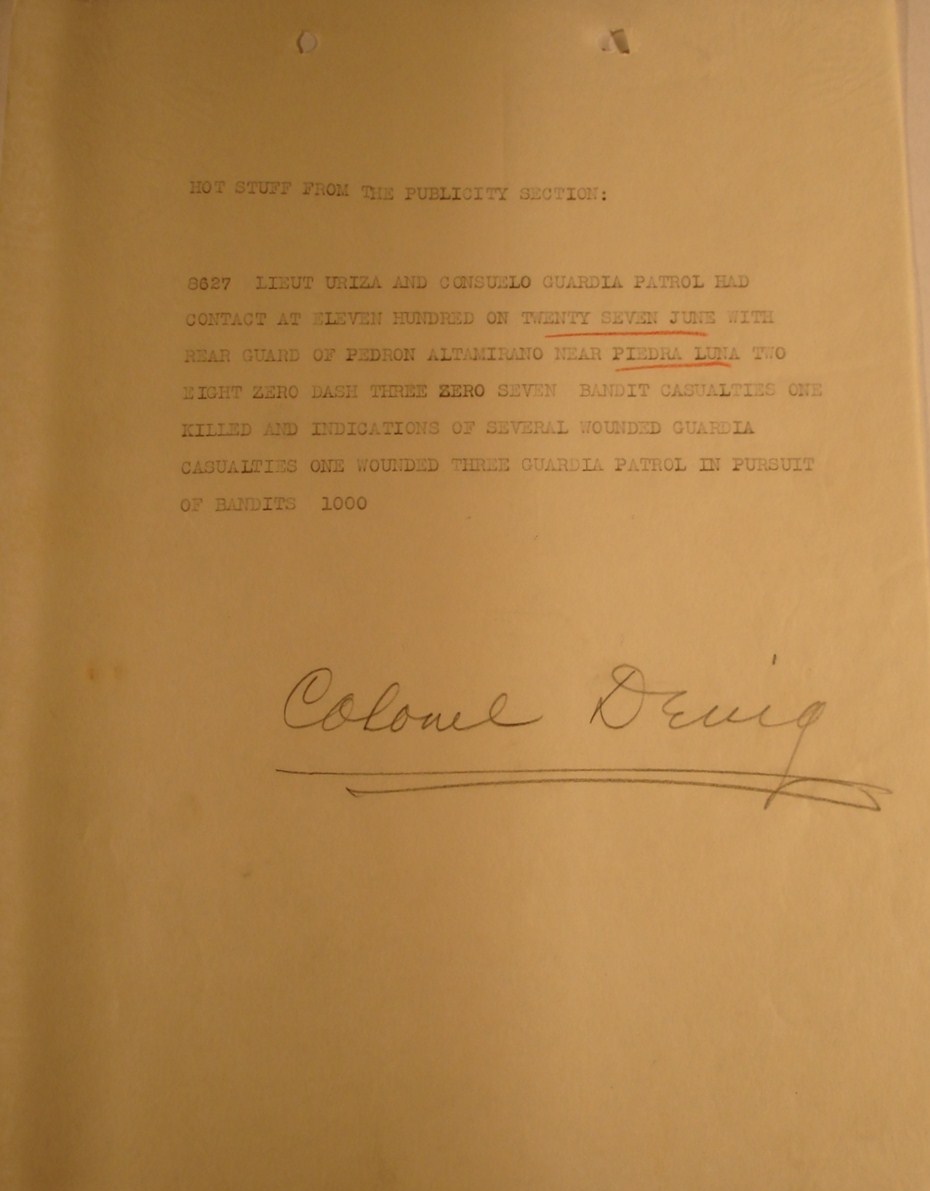 HOT STUFF FROM THE PUBLICITY SECTION:
8627 LIEUT URIZA AND CONSUELO GUARDIA PATROL HAD
CONTACT AT ELEVEN HUNDRED ON TWENTY SEVEN JUNE WITH
REAR GUARD OF PEDRON ALTAMIRANO NEAR PIEDRA LUNA TWO
EIGHT ZERO DASH THREE ZERO SEVEN BANDIT CASUALTIES ONE
KILLED AND INDICATIONS OF SEVERAL WOUNDED GUARDIA
CASUALTIES ONE WOUNDED THREE GUARDIA PATROL IN PURSUIT
OF BANDITS 1000
Colonel Denig